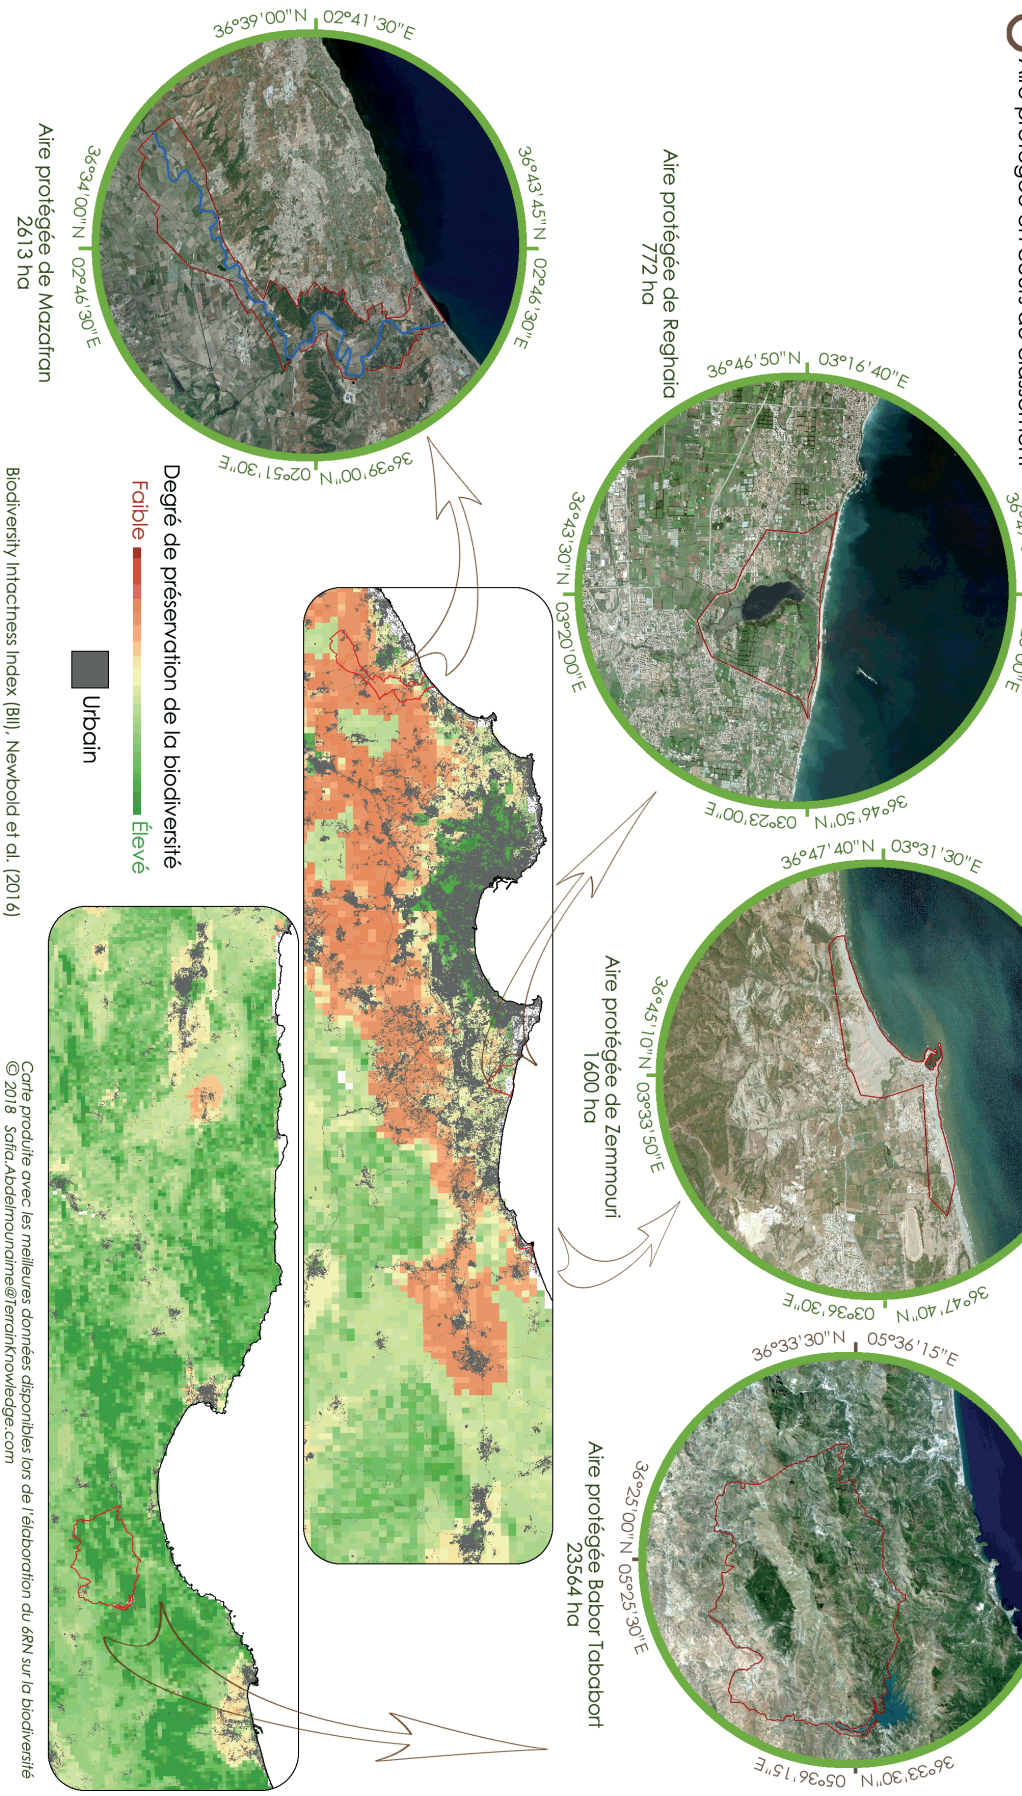 Aire protégée en cours de classement
36°39'00"N
02°41'30"E
36°43'45"N
02°46'30"E
36°39'00"N
02°51'30"E
36°34'00"N
02°46'30"E
Aire protégée de Mazafran
2613 ha
Aire protégée de Reghaia
772 ha
36°46'50"N
03°16'40"E
36°46'50"N
03°23'00"E
36°43'30"N
03°20'00"E
Aire protégée de Zemmouri
1600 ha
36°47'40"N
03°31'30"E
36°47'40"N
03°36'30"E
36°45'10"N
03°33'50"E
Aire protégée Babor Tababort
23564 ha
36°33'30"N
05°36'15"E
36°33'30"N
05°36'15"E
36°25'00"N
05°25'30"E
Degré de préservation de la biodiversité
Faible
Élevé
Urbain
Biodiversity Intactness Index (BII), Newbold et al. (2016)
Carte produite avec les meilleures données disponibles lors de l'élaboration du 6RN sur la biodiversité
© 2018 Safia.Abdelmounaime@TerrainKnowledge.com